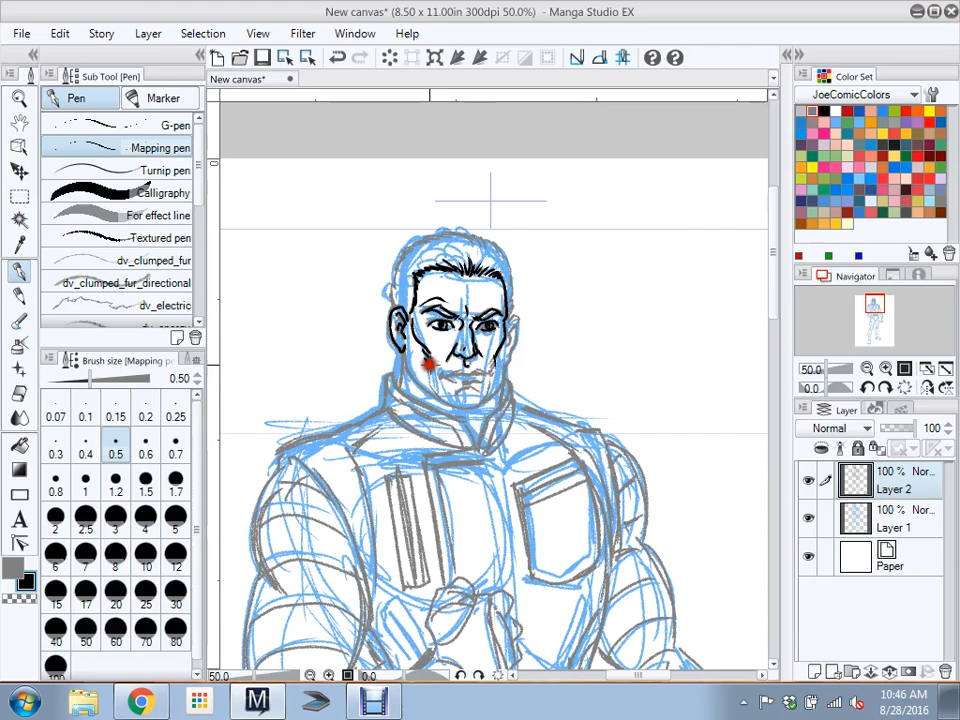 New canvas* (8.50 x 11.00in 300dpi 50.0%) - Manga Studio EX
File Edit Story Layer Selection View Filter Window Help
Sub Tool [Pen]
New canvas*
Color Set
Pen Marker
JoeComicColors
G-pen
Mapping pen
Turnip pen
Calligraphy
For effect line
Textured pen
dv_clumped_fur
dv_clumped_fur_directional
dv_electric
Navigator
Brush size [Mapping pe
0.50
50.0
0.0
0.07 0.1 0.15 0.2 0.25
0.3 0.4 0.5 0.6 0.7
0.8 1 1.2 1.5 1.7
2 2.5 3 4 5
6 7 8 10 12
15 17 20 25 30
40 50 60 70 80
100
Layer
Normal 100
100 % Nor...
Layer 2
100 % Nor...
Layer 1
Paper
50.0 0.0
10:46 AM
8/28/2016